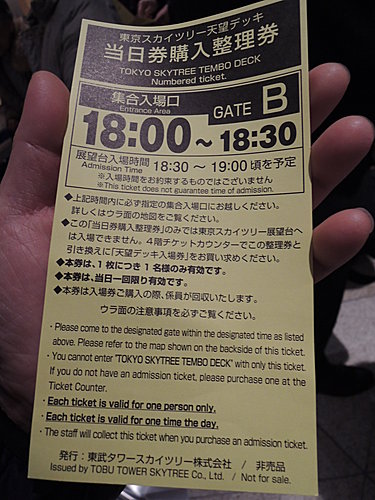 東京スカイツリー天望デッキ
当日券購入整理券
TOKYO SKYTREE TEMBO DECK
Numbered ticket.
集合入場口
Entrance Area
GATE B
18:00~18:30
展望台入場時間 18:30 ~ 19:00頃を予定
Admission Time
※入場時間をお約束するものではございません
※This ticket does not guarantee time of admission.
◆上記時間内に必ず指定の集合入場口にお越しください。
詳しくはウラ面の地図をご覧ください。
◆この「当日券購入整理券」のみでは東京スカイツリー展望台へ
は入場できません。4階チケットカウンターでこの整理券と
引き換えに「天望デッキ入場券」をお買い求めください。
◆本券は、1枚につき1名様のみ有効です。
◆本券は、当日一回限り有効です。
◆本券は入場券ご購入の際、係員が回収いたします。
ウラ面の注意事項を必ずご覧ください。
・Please come to the designated gate within the designated time as listed
above. Please refer to the map shown on the backside of this ticket.
・You cannot enter "TOKYO SKYTREE TEMBO DECK" with only this ticket.
If you do not have an admission ticket, please purchase one at the
Ticket Counter.
・Each ticket is valid for one person only.
・Each ticket is valid for one time the day.
・The staff will collect this ticket when you purchase an admission ticket.
発行：東武タワースカイツリー株式会社 / 非売品
Issued by TOBU TOWER SKYTREE Co., Ltd. / Not for sale.